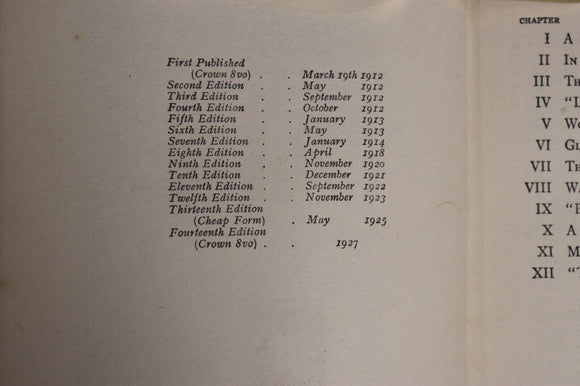 First Published
(Crown 8vo) . . March 19th 1912
Second Edition . . May 1912
Third Edition . . September 1912
Fourth Edition . . October 1912
Fifth Edition . . January 1913
Sixth Edition . . May 1913
Seventh Edition . . January 1914
Eighth Edition . . April 1918
Ninth Edition . . November 1920
Tenth Edition . . December 1921
Eleventh Edition . . September 1922
Twelfth Edition . . November 1923
Thirteenth Edition
(Cheap Form) . May 1925
Fourteenth Edition
(Crown 8vo) . . 1927
CHAPTER
I A
II IN
III
IV
V
VI
VII
VIII
IX
X A
XI
XII